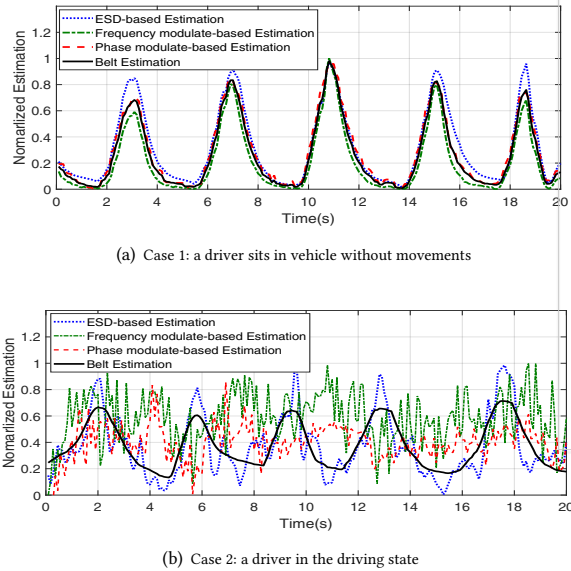 ESD-based Estimation
Frequency modulate-based Estimation
Phase modulate-based Estimation
Belt Estimation
Nomarlized Estimation
1
0.8
0.6
0.4
0.2
0
0 2 4 6 8 10 12 14 16 18 20
Time(s)
(a) Case 1: a driver sits in vehicle without movements
ESD-based Estimation
Frequency modulate-based Estimation
Phase modulate-based Estimation
Belt Estimation
Nomarlized Estimation
1.2
1
0.8
0.6
0.4
0.2
0
0 2 4 6 8 10 12 14 16 18 20
Time(s)
(b) Case 2: a driver in the driving state